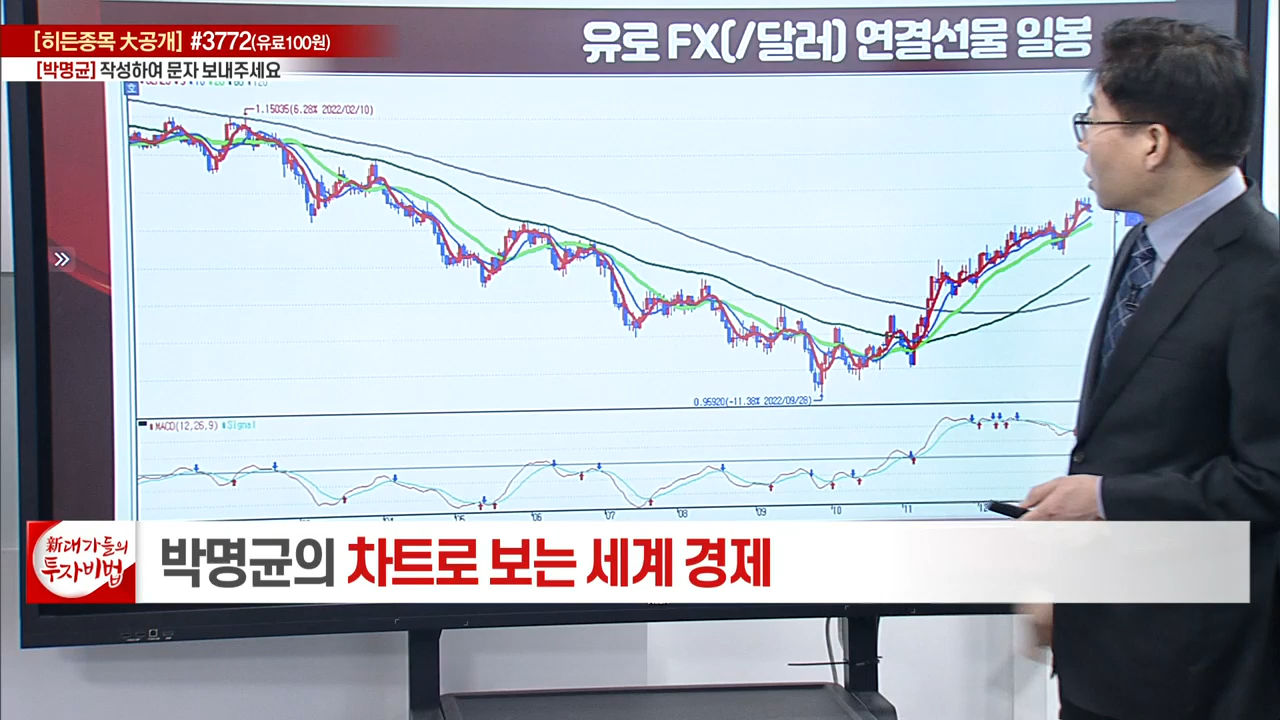 [히든종목 大공개] #3772(유료100원)
[박명균] 작성하여 문자 보내주세요
유로 FX(/달러) 연결선물 일봉
1.15035(6.28% 2022/02/10)
0.95920(-11.38% 2022/09/28)
MACD(12,26,9) Signal
'05 '06 '07 '08 '09 '10 '11
新대가들의
투자비법
박명균의 차트로 보는 세계 경제